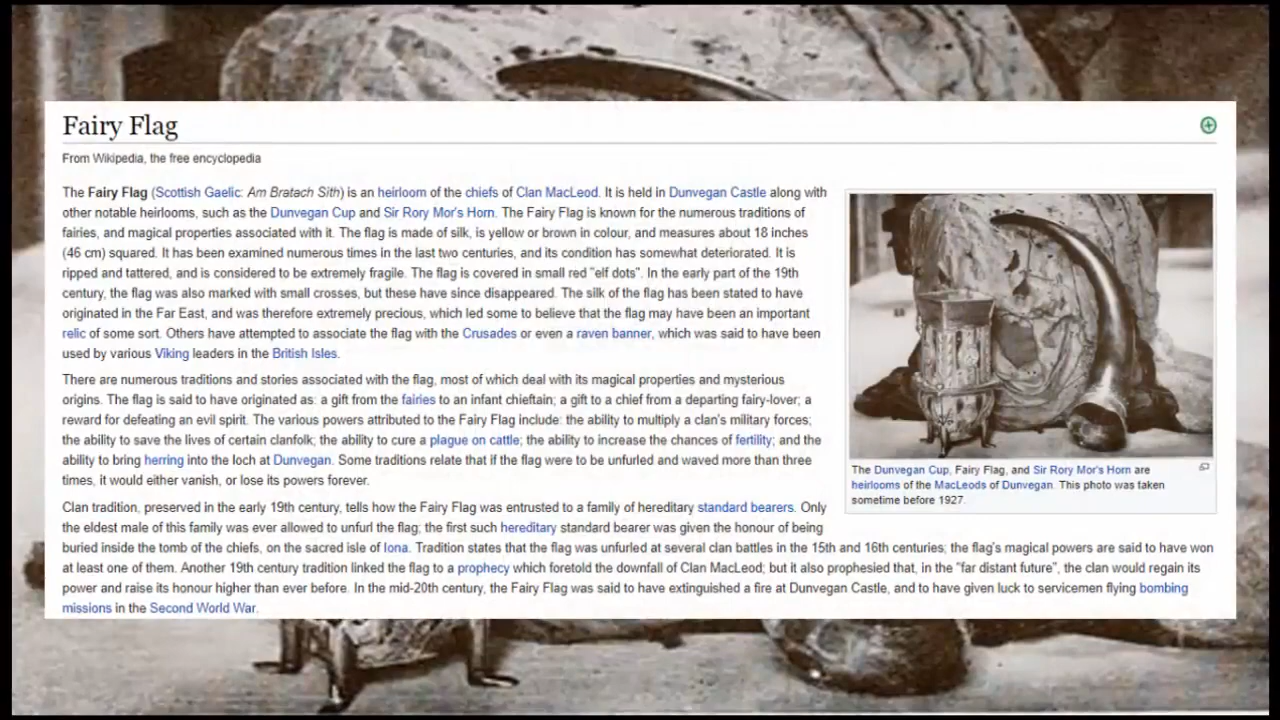 Fairy Flag
From Wikipedia, the free encyclopedia
The Fairy Flag (Scottish Gaelic: Am Bratach Sìth) is an heirloom of the chiefs of Clan MacLeod. It is held in Dunvegan Castle along with
other notable heirlooms, such as the Dunvegan Cup and Sir Rory Mor's Horn. The Fairy Flag is known for the numerous traditions of
fairies, and magical properties associated with it. The flag is made of silk, is yellow or brown in colour, and measures about 18 inches
(46 cm) squared. It has been examined numerous times in the last two centuries, and its condition has somewhat deteriorated. It is
ripped and tattered, and is considered to be extremely fragile. The flag is covered in small red "elf dots". In the early part of the 19th
century, the flag was also marked with small crosses, but these have since disappeared. The silk of the flag has been stated to have
originated in the Far East, and was therefore extremely precious, which led some to believe that the flag may have been an important
relic of some sort. Others have attempted to associate the flag with the Crusades or even a raven banner, which was said to have been
used by various Viking leaders in the British Isles.
There are numerous traditions and stories associated with the flag, most of which deal with its magical properties and mysterious
origins. The flag is said to have originated as: a gift from the fairies to an infant chieftain; a gift to a chief from a departing fairy-lover; a
reward for defeating an evil spirit. The various powers attributed to the Fairy Flag include: the ability to multiply a clan's military forces;
the ability to save the lives of certain clanfolk; the ability to cure a plague on cattle; the ability to increase the chances of fertility; and the
ability to bring herring into the loch at Dunvegan. Some traditions relate that if the flag were to be unfurled and waved more than three
times, it would either vanish, or lose its powers forever.
Clan tradition, preserved in the early 19th century, tells how the Fairy Flag was entrusted to a family of hereditary standard bearers. Only
the eldest male of this family was ever allowed to unfurl the flag; the first such hereditary standard bearer was given the honour of being
buried inside the tomb of the chiefs, on the sacred isle of Iona. Tradition states that the flag was unfurled at several clan battles in the 15th and 16th centuries; the flag's magical powers are said to have won
at least one of them. Another 19th century tradition linked the flag to a prophecy which foretold the downfall of Clan MacLeod; but it also prophesied that, in the "far distant future", the clan would regain its
power and raise its honour higher than ever before. In the mid-20th century, the Fairy Flag was said to have extinguished a fire at Dunvegan Castle, and to have given luck to servicemen flying bombing
missions in the Second World War.
The Dunvegan Cup, Fairy Flag, and Sir Rory Mor's Horn are
heirlooms of the MacLeods of Dunvegan. This photo was taken
sometime before 1927.